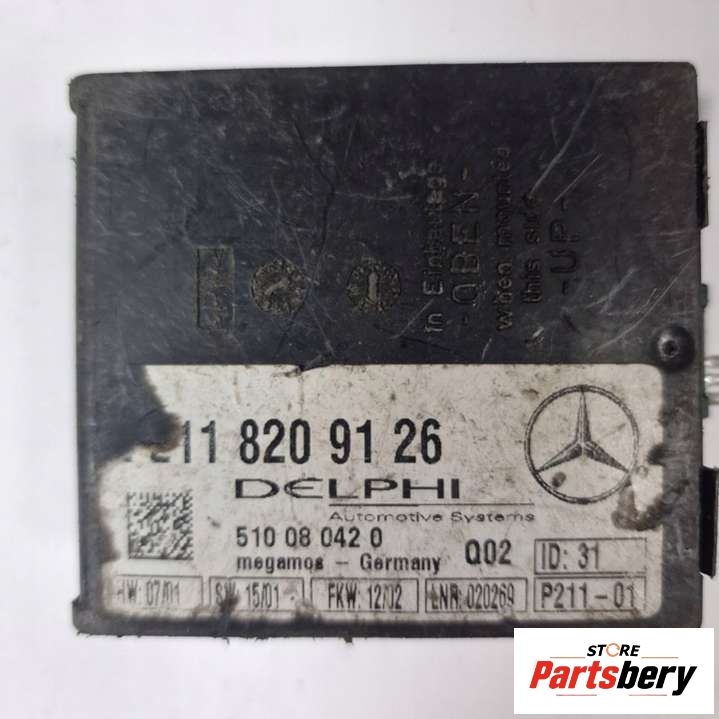 In Einbaulage
- OBEN -
when mounted
this side
- UP -
211 820 91 26
DELPHI
Automotive Systems
510 08 042 0
megamos - Germany
Q02
ID: 31
HW: 07/01
SW: 15/01
FKW: 12/02
LNR: 020269
P211-01
STORE
Partsbery